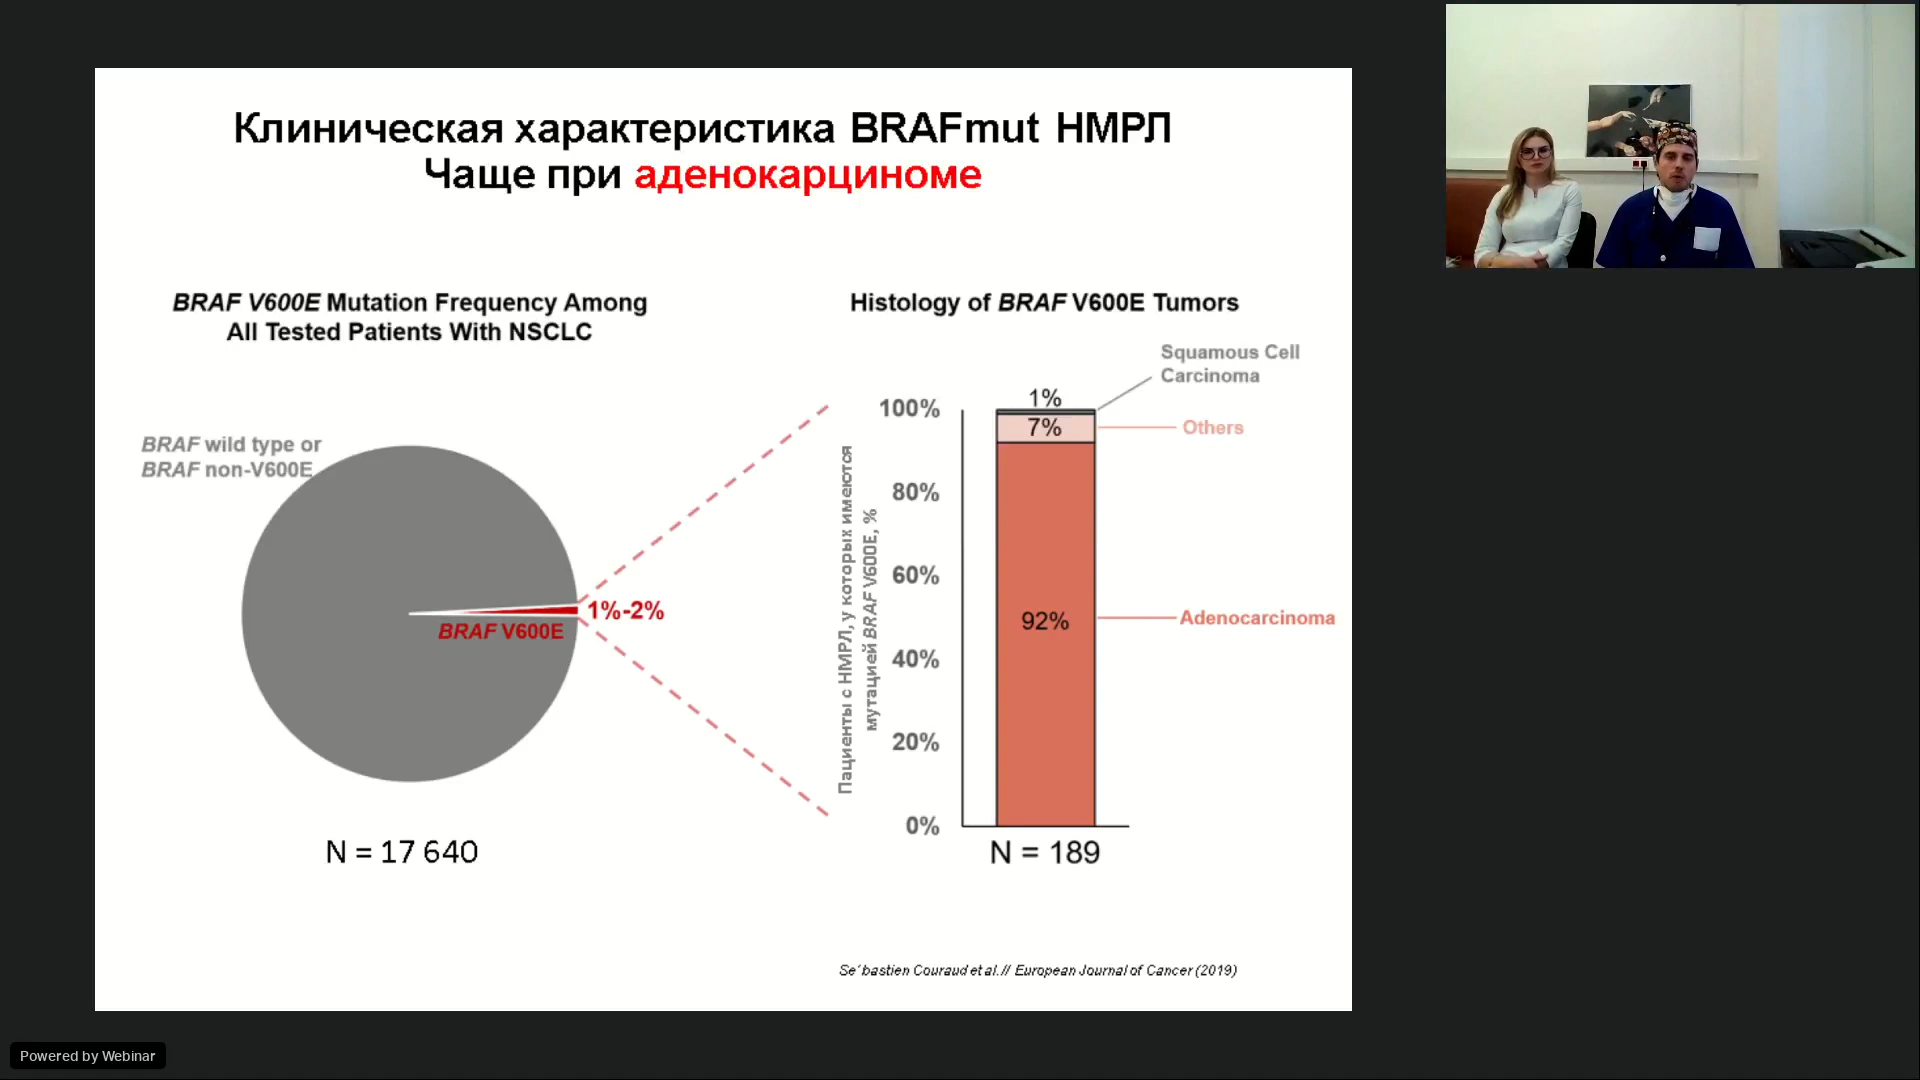 Клиническая характеристика BRAFmut НМРЛ
Чаще при аденокарциноме
BRAF V600E Mutation Frequency Among
All Tested Patients With NSCLC
BRAF wild type or
BRAF non-V600E
1%-2%
BRAF V600E
N = 17 640
Histology of BRAF V600E Tumors
Squamous Cell
Carcinoma
Others
Adenocarcinoma
1%
7%
92%
100%
80%
60%
40%
20%
0%
Пациенты с НМРЛ, у которых имеются
мутацией BRAF V600E, %
N = 189
Se´bastien Couraud et al.// European Journal of Cancer (2019)
Powered by Webinar